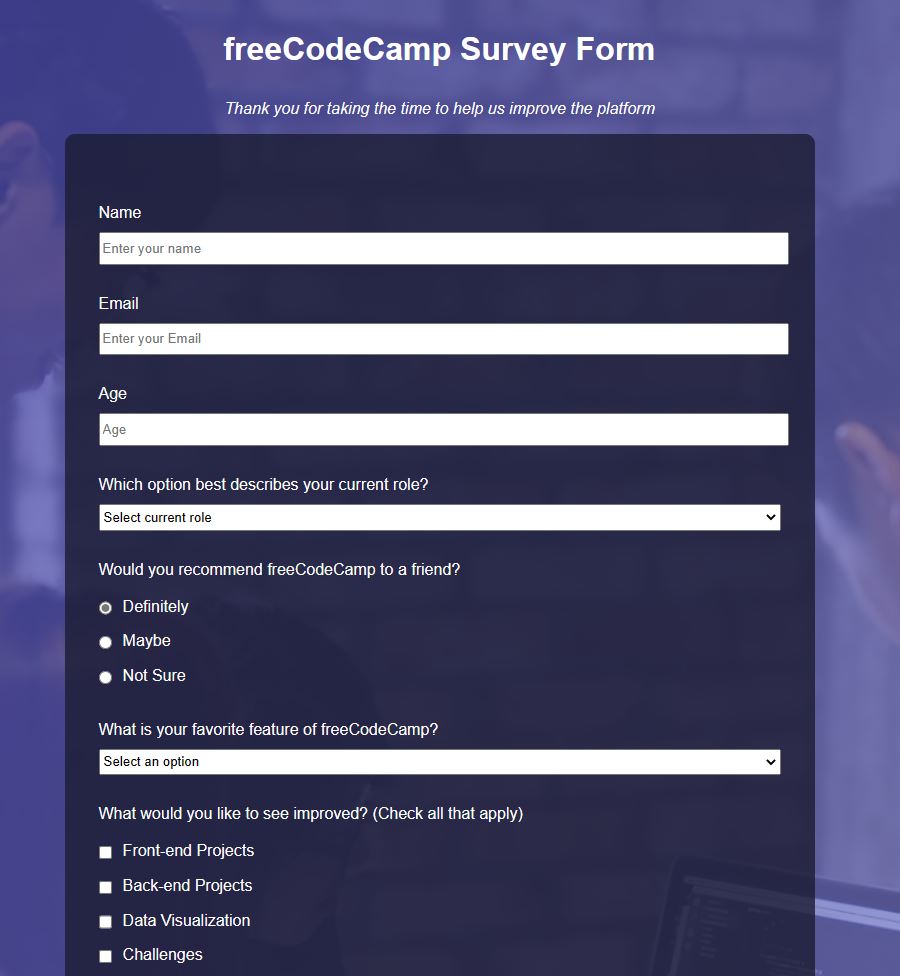 freeCodeCamp Survey Form
Thank you for taking the time to help us improve the platform
Name
Enter your name
Email
Enter your Email
Age
Age
Which option best describes your current role?
Select current role
Would you recommend freeCodeCamp to a friend?
Definitely
Maybe
Not Sure
What is your favorite feature of freeCodeCamp?
Select an option
What would you like to see improved? (Check all that apply)
Front-end Projects
Back-end Projects
Data Visualization
Challenges